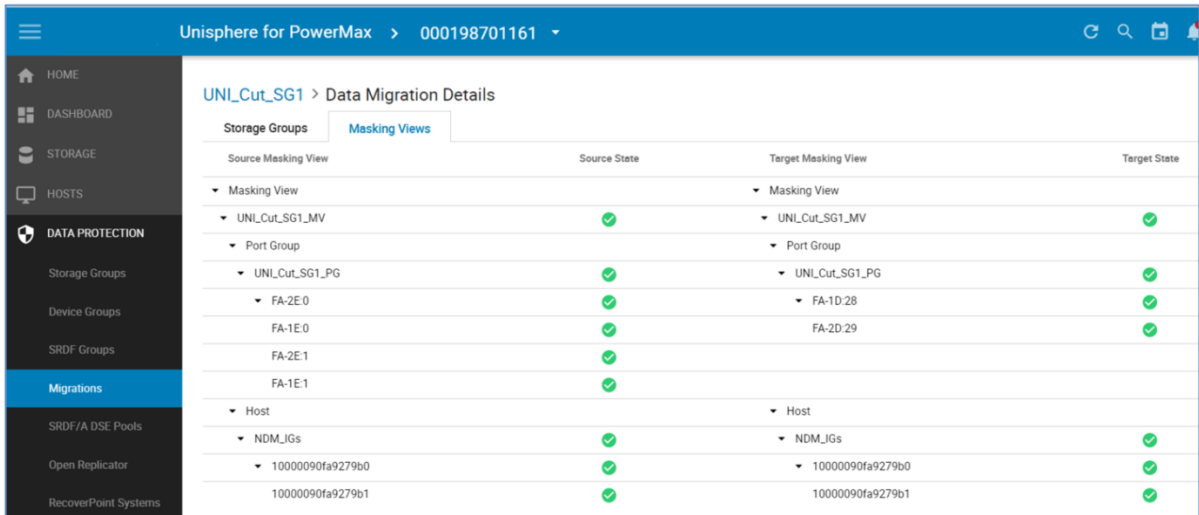 Unisphere for PowerMax > 000198701161
HOME
DASHBOARD
STORAGE
HOSTS
DATA PROTECTION
Storage Groups
Device Groups
SRDF Groups
Migrations
SRDF/A DSE Pools
Open Replicator
RecoverPoint Systems
UNI_Cut_SG1 > Data Migration Details
Storage Groups Masking Views
Source Masking View Source State Target Masking View Target State
Masking View Masking View
UNI_Cut_SG1_MV UNI_Cut_SG1_MV
Port Group Port Group
UNI_Cut_SG1_PG UNI_Cut_SG1_PG
FA-2E:0 FA-1D:28
FA-1E:0 FA-2D:29
FA-2E:1
FA-1E:1
Host Host
NDM_IGs NDM_IGs
10000090fa9279b0 10000090fa9279b0
10000090fa9279b1 10000090fa9279b1